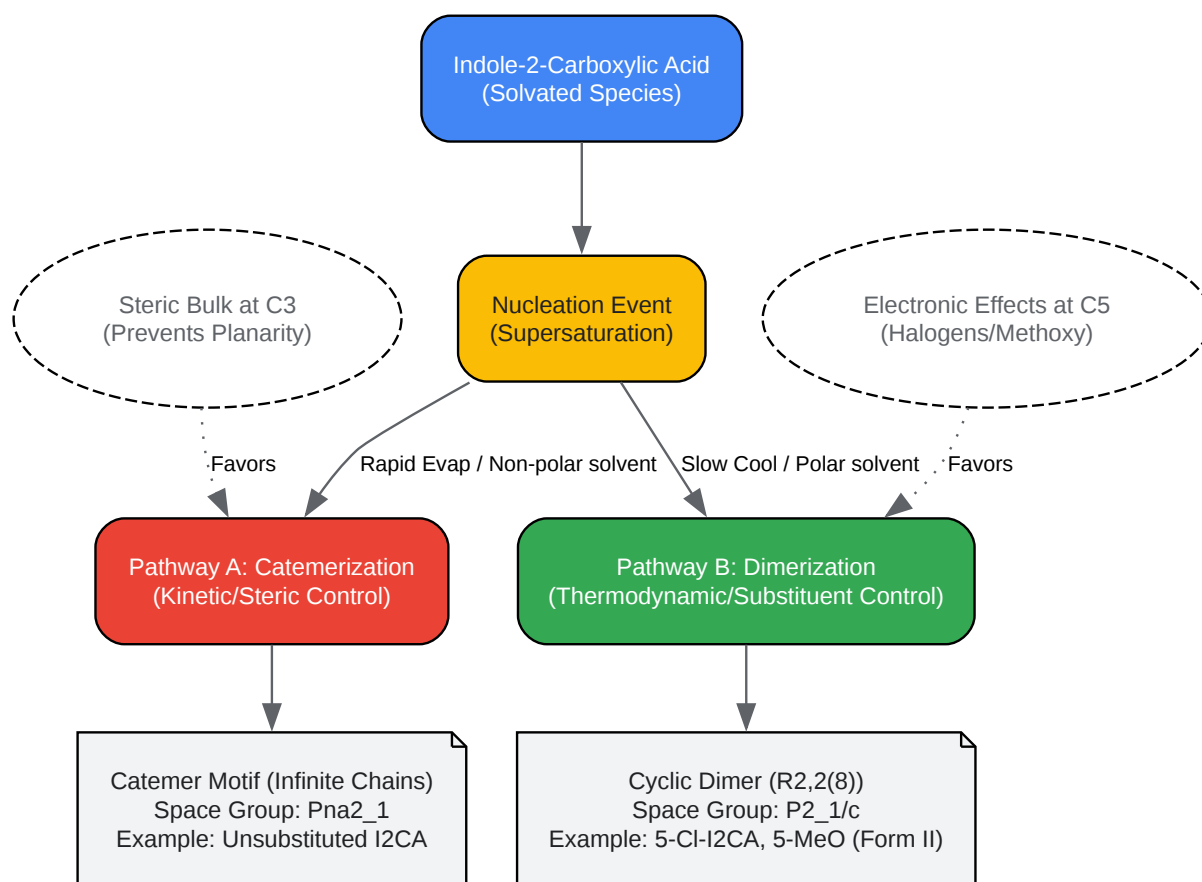 Indole-2-Carboxylic Acid
(Solvated Species)
Steric Bulk at C3
(Prevents Planarity)
Nucleation Event
(Supersaturation)
Electronic Effects at C5
(Halogens/Methoxy)
Favors
Rapid Evap / Non-polar solvent
Slow Cool / Polar solvent
Favors
Pathway A: Catemerization
(Kinetic/Steric Control)
Pathway B: Dimerization
(Thermodynamic/Substituent Control)
Catemer Motif (Infinite Chains)
Space Group: Pna2_1
Example: Unsubstituted I2CA
Cyclic Dimer (R2,2(8))
Space Group: P2_1/c
Example: 5-Cl-I2CA, 5-MeO (Form II)